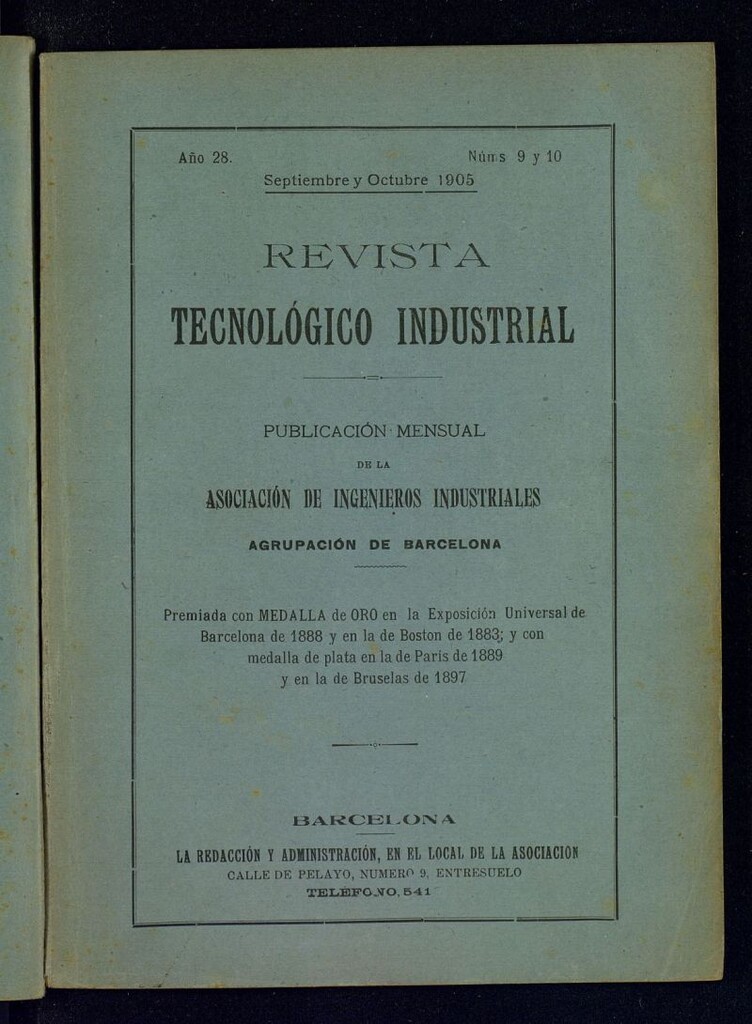 Año 28.
Núms 9 y 10
Septiembre y Octubre 1905
REVISTA
TECNOLÓGICO INDUSTRIAL
PUBLICACIÓN MENSUAL
DE LA
ASOCIACIÓN DE INGENIEROS INDUSTRIALES
AGRUPACIÓN DE BARCELONA
Premiada con MEDALLA de ORO en la Exposición Universal de
Barcelona de 1888 y en la de Boston de 1883; y con
medalla de plata en la de París de 1889
y en la de Bruselas de 1897
BARCELONA
LA REDACCIÓN Y ADMINISTRACIÓN, EN EL LOCAL DE LA ASOCIACIÓN
CALLE DE PELAYO, NUMERO 9, ENTRESUELO
TELÉFONO, 541